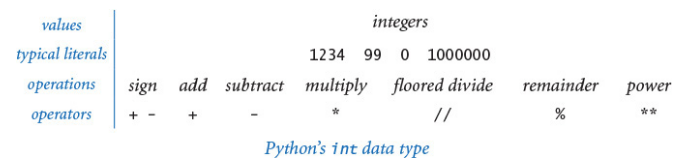 values integers
typical literals 1234 99 0 1000000
operations sign add subtract multiply floored divide remainder power
operators + - + - * // % **
Python's int data type